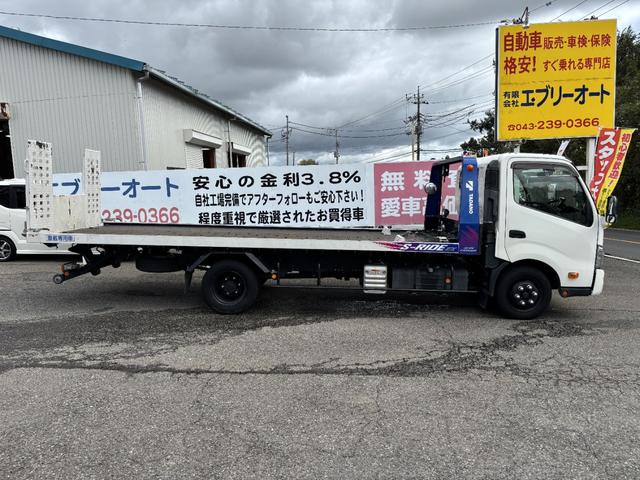 自動車 販売・車検・保険
格安! すぐ乗れる専門店
有限
会社 エ・ブリーオート
☎043-239-0366
ブリーオート
239-0366
安心の金利3.8%
自社工場完備でアフターフォローもご安心下さい!
程度重視で厳選されたお買得車
無料
愛車
TADANO
S-RIDE